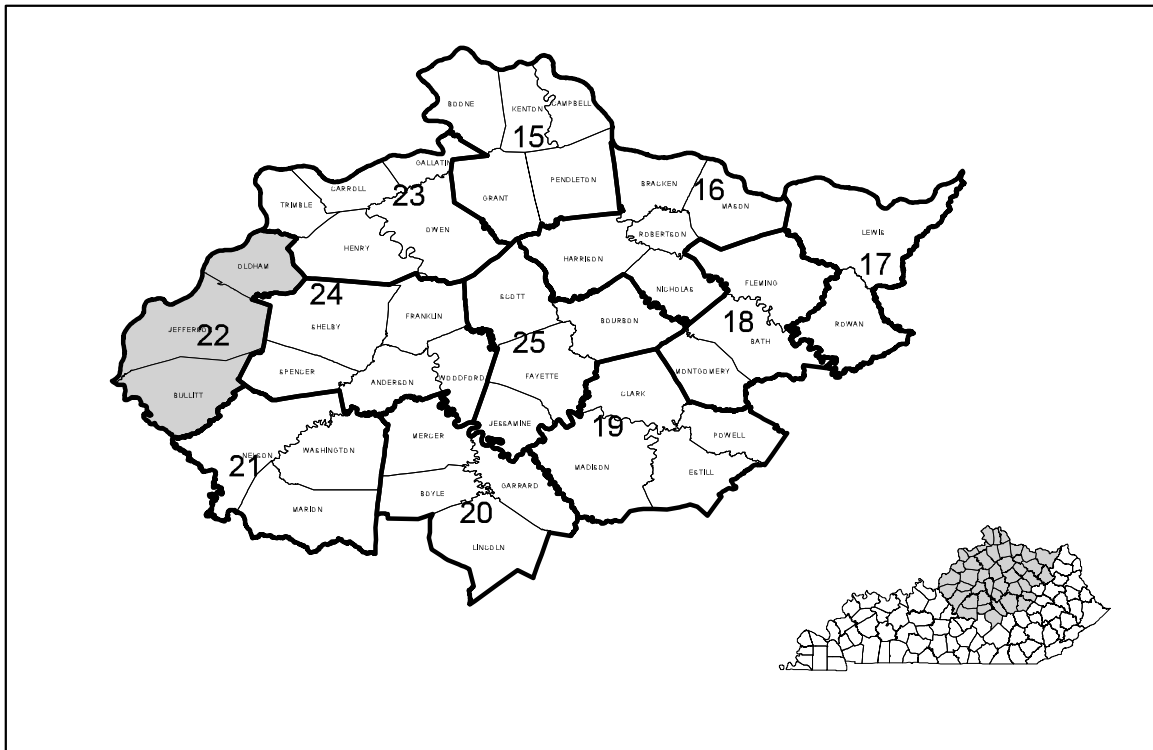 BOONE
KENTON
CAMPBELL
15
GALLATIN
PENDLETON
CARROLL
23
BRACKEN
16
TRIMBLE
GRANT
MASON
OWEN
ROBERTSON
LEWIS
HENRY
HARRISON
17
OLDHAM
24
SCOTT
NICHOLAS
FLEMING
JEFFERSON
22
SHELBY
FRANKLIN
BOURBON
18
ROWAN
25
BATH
SPENCER
ANDERSON
WOODFORD
FAYETTE
MONTGOMERY
BULLITT
CLARK
JESSAMINE
19
MERCER
POWELL
NELSON
WASHINGTON
21
MADISON
ESTILL
BOYLE
GARRARD
MARION
20
LINCOLN